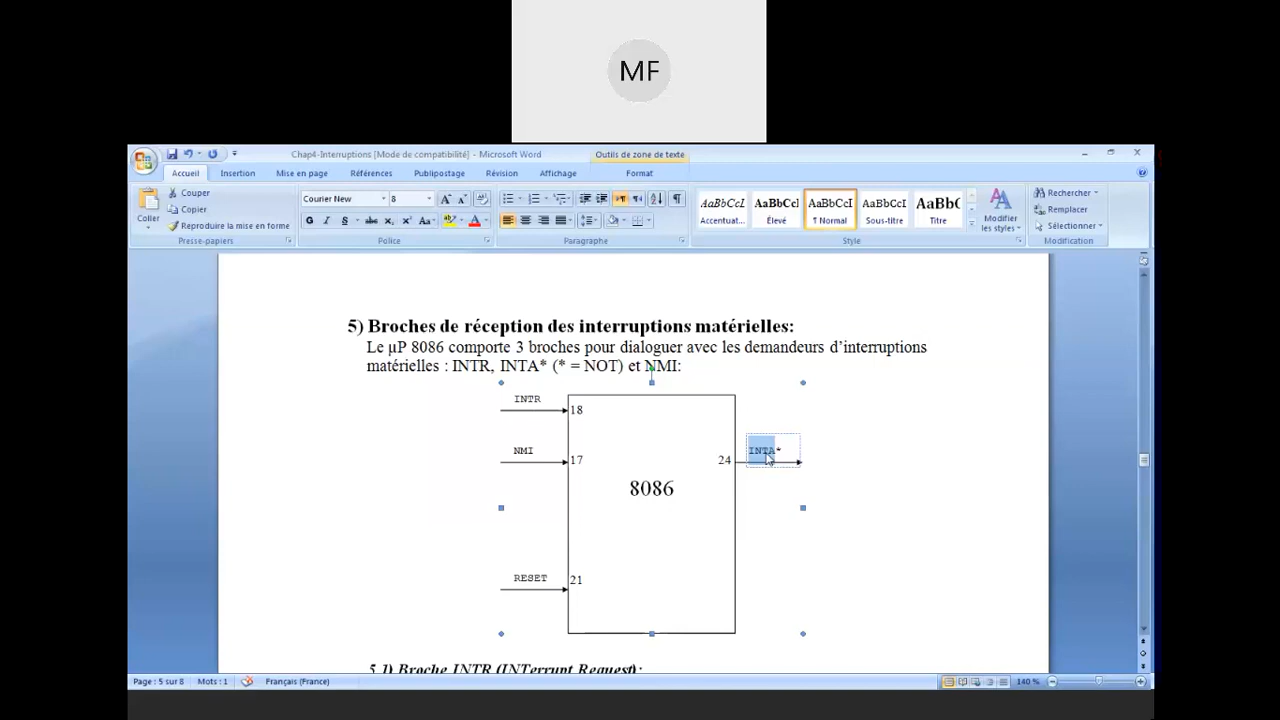 MF
Chap4-Interruptions [Mode de compatibilité] - Microsoft Word
Outils de zone de texte
Accueil Insertion Mise en page Références Publipostage Révision Affichage Format
Coller
Couper
Copier
Reproduire la mise en forme
Presse-papiers
Courier New 8
G I S abe x₂ x² Aa
Police
Paragraphe
AaBbCcI AaBbCcI AaBbCcI AaBbCcI AaBbC
Accentuat... Élevé ¶ Normal Sous-titre Titre
Modifier les styles
Style
Rechercher
Remplacer
Sélectionner
Modification
5) Broches de réception des interruptions matérielles:
Le µP 8086 comporte 3 broches pour dialoguer avec les demandeurs d’interruptions
matérielles : INTR, INTA* (* = NOT) et NMI:
INTR
18
NMI
17
INTA*
24
8086
RESET
21
5.1) Broche INTR (INTerrupt Request):
Page : 5 sur 8 Mots : 1 Français (France) 140 %